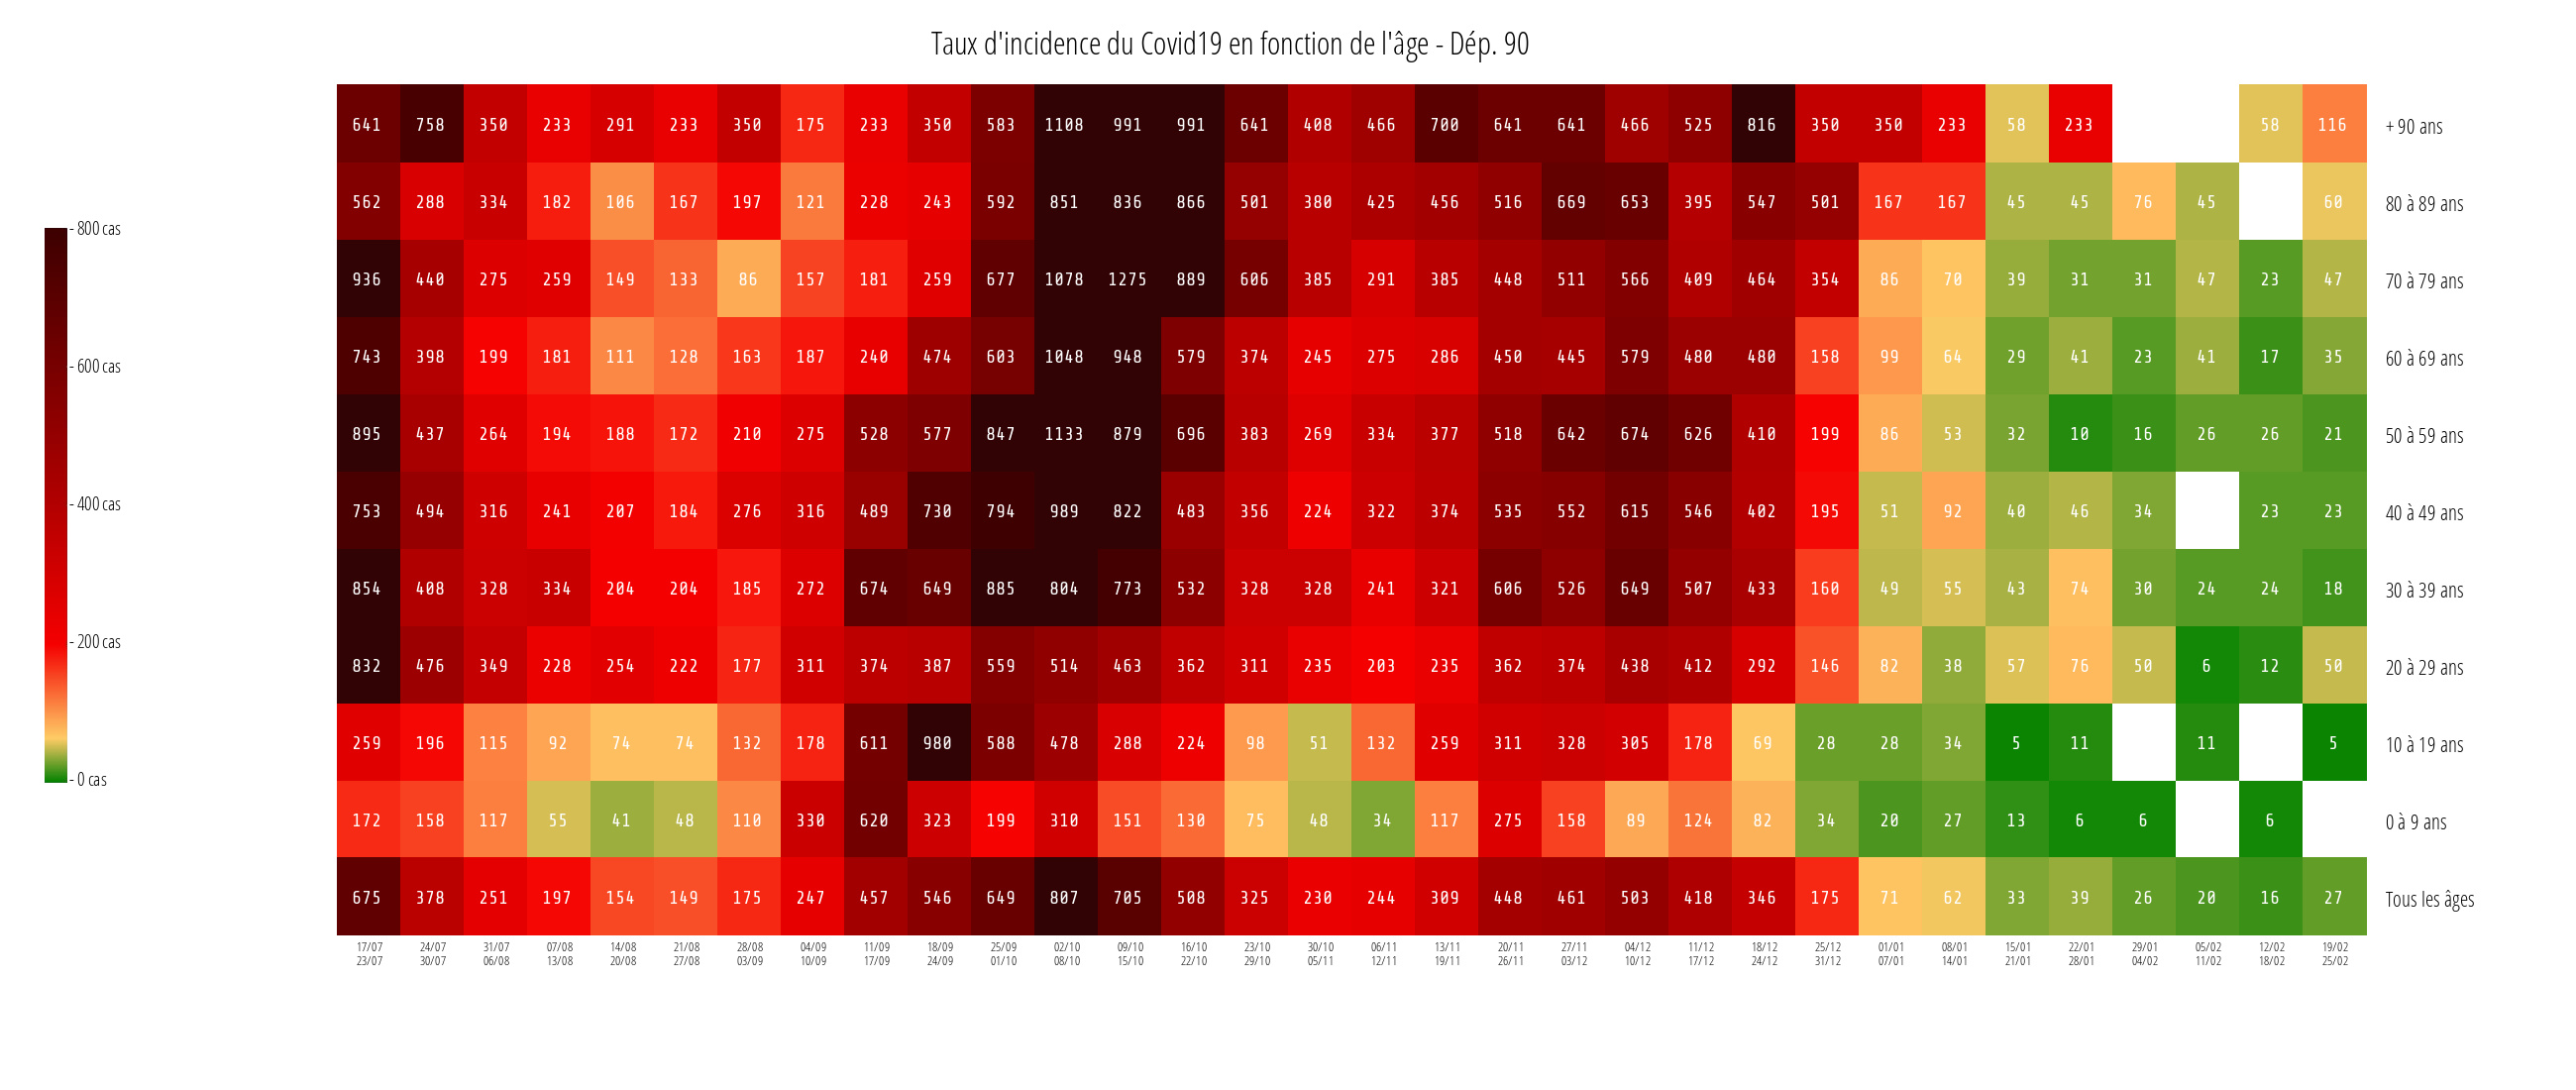 Taux d'incidence du Covid19 en fonction de l'âge - Dép. 90
- 800 cas
- 600 cas
- 400 cas
- 200 cas
- 0 cas
641 758 350 233 291 233 350 175 233 350 583 1108 991 991 641 408 466 700 641 641 466 525 816 350 350 233 58 233 58 116 + 90 ans
562 288 334 182 106 167 197 121 228 243 592 851 836 866 501 380 425 456 516 669 653 395 547 501 167 167 45 45 76 45 60 80 à 89 ans
936 440 275 259 149 133 86 157 181 259 677 1078 1275 889 606 385 291 385 448 511 566 409 464 354 86 70 39 31 31 47 23 47 70 à 79 ans
743 398 199 181 111 128 163 187 240 474 603 1048 948 579 374 245 275 286 450 445 579 480 480 158 99 64 29 41 23 41 17 35 60 à 69 ans
895 437 264 194 188 172 210 275 528 577 847 1133 879 696 383 269 334 377 518 642 674 626 410 199 86 53 32 10 16 26 26 21 50 à 59 ans
753 494 316 241 207 184 276 316 489 730 794 989 822 483 356 224 322 374 535 552 615 546 402 195 51 92 40 46 34 23 23 40 à 49 ans
854 408 328 334 204 204 185 272 674 649 885 804 773 532 328 328 241 321 606 526 649 507 433 160 49 55 43 74 30 24 24 18 30 à 39 ans
832 476 349 228 254 222 177 311 374 387 559 514 463 362 311 235 203 235 362 374 438 412 292 146 82 38 57 76 50 6 12 50 20 à 29 ans
259 196 115 92 74 74 132 178 611 980 588 478 288 224 98 51 132 259 311 328 305 178 69 28 28 34 5 11 11 5 10 à 19 ans
172 158 117 55 41 48 110 330 620 323 199 310 151 130 75 48 34 117 275 158 89 124 82 34 20 27 13 6 6 6 0 à 9 ans
675 378 251 197 154 149 175 247 457 546 649 807 705 508 325 230 244 309 448 461 503 418 346 175 71 62 33 39 26 20 16 27 Tous les âges
17/07 24/07 31/07 07/08 14/08 21/08 28/08 04/09 11/09 18/09 25/09 02/10 09/10 16/10 23/10 30/10 06/11 13/11 20/11 27/11 04/12 11/12 18/12 25/12 01/01 08/01 15/01 22/01 29/01 05/02 12/02 19/02
23/07 30/07 06/08 13/08 20/08 27/08 03/09 10/09 17/09 24/09 01/10 08/10 15/10 22/10 29/10 05/11 12/11 19/11 26/11 03/12 10/12 17/12 24/12 31/12 07/01 14/01 21/01 28/01 04/02 11/02 18/02 25/02